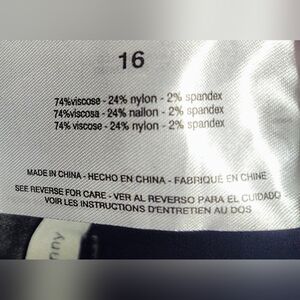 16
74%viscose - 24% nylon - 2% spandex
74%viscosa - 24% nailon - 2% spandex
74% viscose - 24% nylon - 2% spandex
MADE IN CHINA - HECHO EN CHINA - FABRIQUÉ EN CHINE
SEE REVERSE FOR CARE - VER AL REVERSO PARA EL CUIDADO
VOIR LES INSTRUCTIONS D'ENTRETIEN AU DOS